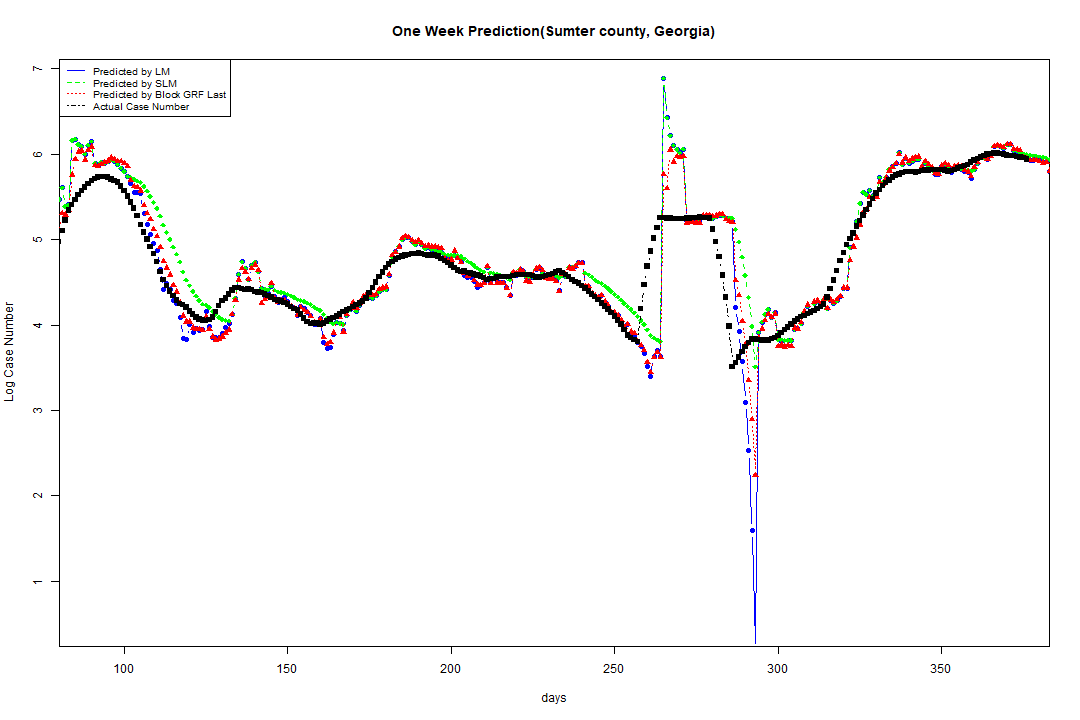 One Week Prediction(Sumter county, Georgia)
Predicted by LM
Predicted by SLM
Predicted by Block GRF Last
Actual Case Number
7
6
5
4
3
2
1
Log Case Number
100 150 200 250 300 350
days